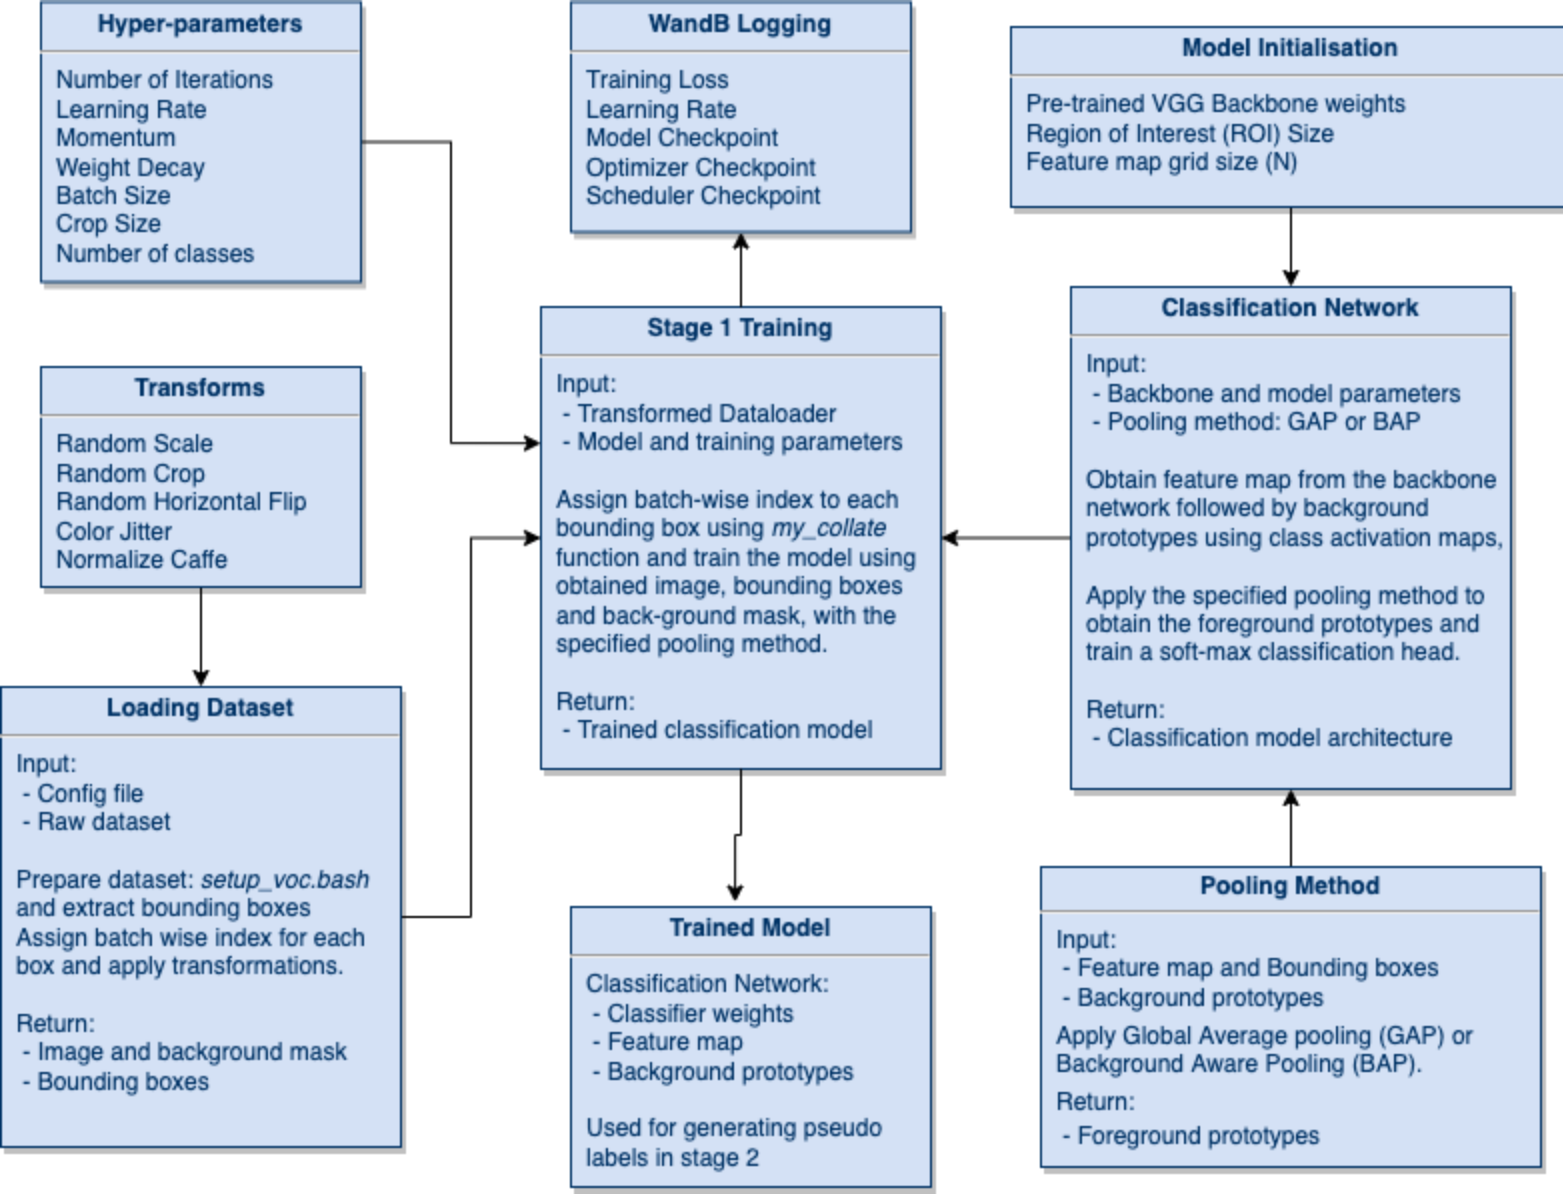 Hyper-parameters
Number of Iterations
Learning Rate
Momentum
Weight Decay
Batch Size
Crop Size
Number of classes
WandB Logging
Training Loss
Learning Rate
Model Checkpoint
Optimizer Checkpoint
Scheduler Checkpoint
Model Initialisation
Pre-trained VGG Backbone weights
Region of Interest (ROI) Size
Feature map grid size (N)
Transforms
Random Scale
Random Crop
Random Horizontal Flip
Color Jitter
Normalize Caffe
Stage 1 Training
Input:
- Transformed Dataloader
- Model and training parameters
Assign batch-wise index to each
bounding box using my_collate
function and train the model using
obtained image, bounding boxes
and back-ground mask, with the
specified pooling method.
Return:
- Trained classification model
Classification Network
Input:
- Backbone and model parameters
- Pooling method: GAP or BAP
Obtain feature map from the backbone
network followed by background
prototypes using class activation maps,
Apply the specified pooling method to
obtain the foreground prototypes and
train a soft-max classification head.
Return:
- Classification model architecture
Loading Dataset
Input:
- Config file
- Raw dataset
Prepare dataset: setup_voc.bash
and extract bounding boxes
Assign batch wise index for each
box and apply transformations.
Return:
- Image and background mask
- Bounding boxes
Trained Model
Classification Network:
- Classifier weights
- Feature map
- Background prototypes
Used for generating pseudo
labels in stage 2
Pooling Method
Input:
- Feature map and Bounding boxes
- Background prototypes
Apply Global Average pooling (GAP) or
Background Aware Pooling (BAP).
Return:
- Foreground prototypes